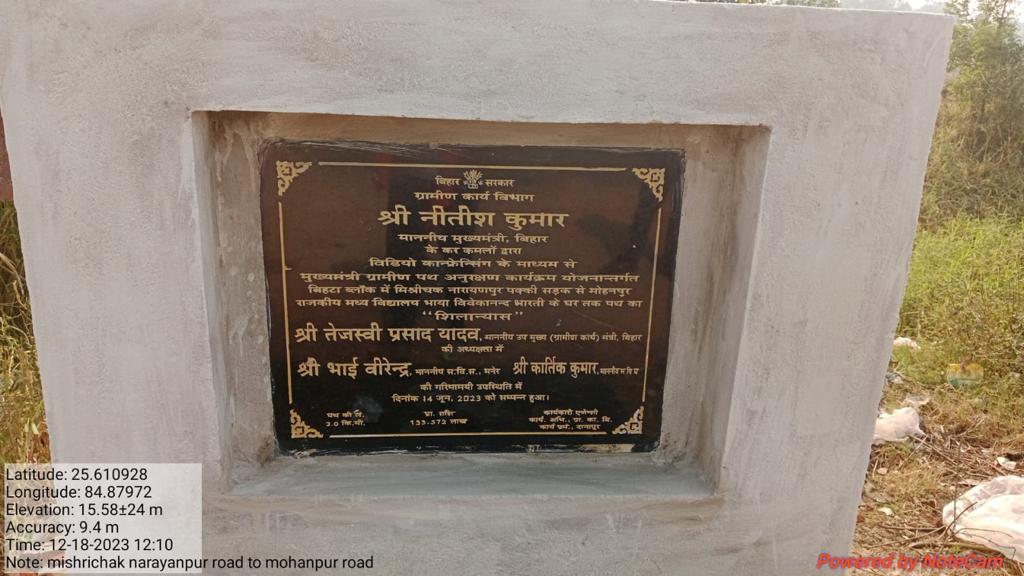 बिहार सरकार
ग्रामीण कार्य विभाग
श्री नीतीश कुमार
माननीय मुख्यमंत्री, बिहार
के कर कमलों द्वारा
विडियो कान्फ्रेन्सिंग के माध्यम से
मुख्यमंत्री ग्रामीण पथ अनुरक्षण कार्यक्रम योजनान्तर्गत
बिहटा ब्लॉक में मिश्रीचक नारायणपुर पक्की सड़क से मोहनपुर
राजकीय मध्य विद्यालय भाया विवेकानन्द भारती के घर तक पथ का
"शिलान्यास"
श्री तेजस्वी प्रसाद यादव, माननीय उप मुख्य (ग्रामीण कार्य) मंत्री, बिहार
की अध्यक्षता में
श्री भाई वीरेन्द्र, माननीय स.वि.स., मनेर श्री कार्तिक कुमार, माननीय स वि प
की गरिमामयी उपस्थिति में
दिनांक 14 जून, 2023 को सम्पन्न हुआ।
पथ की लं. प्रा. राशि कार्यकारी एजेन्सी
3.0 कि.मी. 133.572 लाख कार्य. अभि., ग्रा. का. वि.
कार्य प्रमं., दानापुर
Latitude: 25.610928
Longitude: 84.87972
Elevation: 15.58±24 m
Accuracy: 9.4 m
Time: 12-18-2023 12:10
Note: mishrichak narayanpur road to mohanpur road
Powered by NoteCam